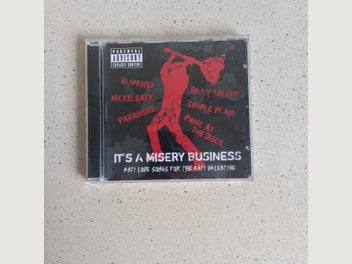 PARENTAL
ADVISORY
EXPLICIT CONTENT
SLIPKNOT
NICKELBACK
PARAMORE
BILLY TALENT
SIMPLE PLAN
PANIC AT
THE DISCO
IT'S A MISERY BUSINESS
ANTI LOVE SONGS FOR THE ANTI VALENTINE